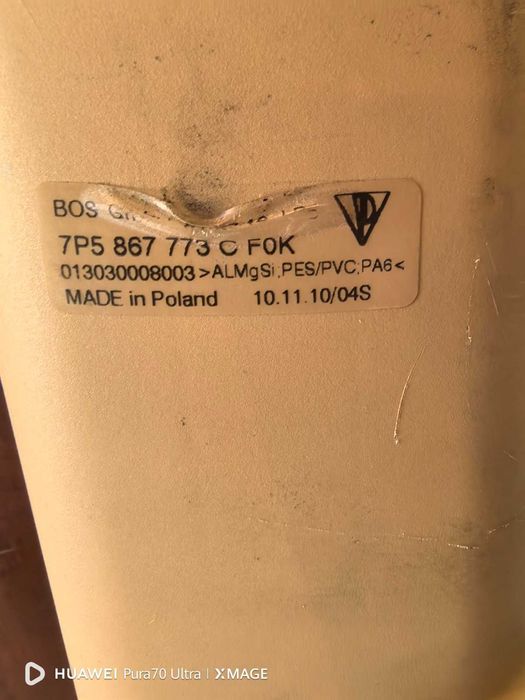 BOS
7P5 867 773 C F0K
013030008003 >ALMgSi;PES/PVC;PA6<
MADE in Poland 10.11.10/04S
HUAWEI Pura70 Ultra | XMAGE